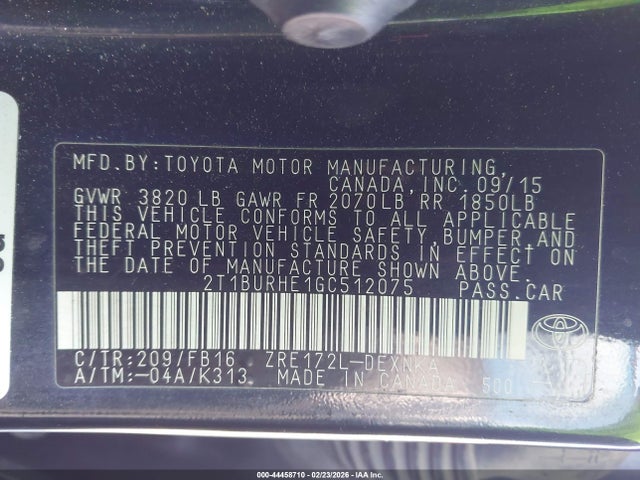 MFD.BY:TOYOTA MOTOR MANUFACTURING,
CANADA,INC. 09/15
GVWR 3820 LB GAWR FR 2070LB RR 1850LB
THIS VEHICLE CONFORMS TO ALL APPLICABLE
FEDERAL MOTOR VEHICLE SAFETY, BUMPER,AND
THEFT PREVENTION STANDARDS IN EFFECT ON
THE DATE OF MANUFACTURE SHOWN ABOVE.
2T1BURHE1GC512075 PASS.CAR
C/TR:209/FB16 ZRE172L-DEXNKA
A/TM:-04A/K313 MADE IN CANADA 500
TOYOTA
000-44458710 - 02/23/2026 - IAA Inc.